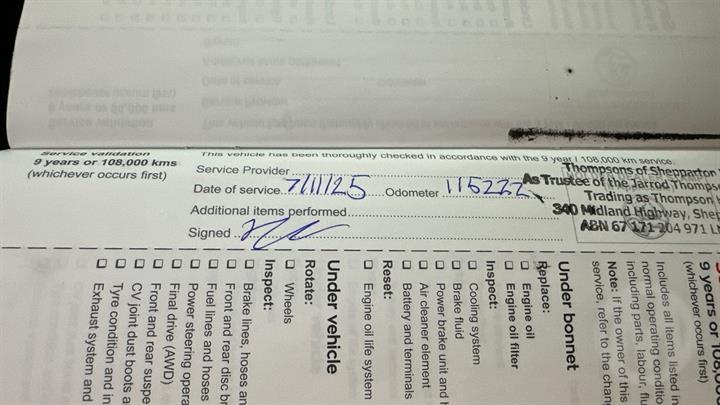 Service validation
9 years or 108,000 kms
(whichever occurs first)
This vehicle has been thoroughly checked in accordance with the 9 year / 108,000 km service.
Service Provider
Date of service 7/11/25 Odometer 115222
Additional items performed
Signed
Thompsons of Shepparton
As Trustee of the Jarrod Thomps
Trading as Thompson
340 Midland Highway, She
ABN 67 171 204 971
9 years or 108,0
(whichever occurs first)
Includes all items listed in
normal operating conditio
including parts, labour, flu
Note: If the owner of this
service, refer to the chan
Under bonnet
Replace:
Engine oil
Engine oil filter
Inspect:
Cooling system
Brake fluid
Power brake unit and h
Air cleaner element
Battery and terminals
Reset:
Engine oil life system
Under vehicle
Rotate:
Wheels
Inspect:
Brake lines, hoses an
Front and rear disc br
Fuel lines and hoses
Power steering opera
Final drive (AWD)
Front and rear suspe
CV joint dust boots a
Tyre condition and in
Exhaust system and